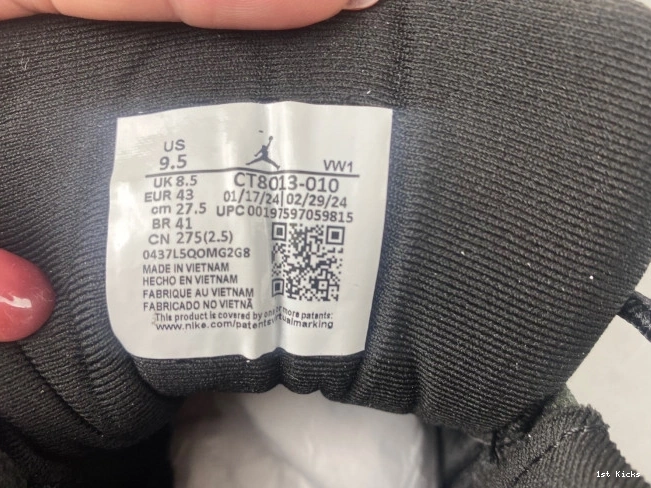 US
9.5
VW1
UK 8.5
CT8013-010
EUR 43
01/17/24 02/29/24
cm 27.5
UPC 00197597059815
BR 41
CN 275(2.5)
0437L5QOMG2G8
MADE IN VIETNAM
HECHO EN VIETNAM
FABRIQUE AU VIETNAM
FABRICADO NO VIETNÃ
This product is covered by one or more patents:
www.nike.com/patents virtualmarking
1st Kicks